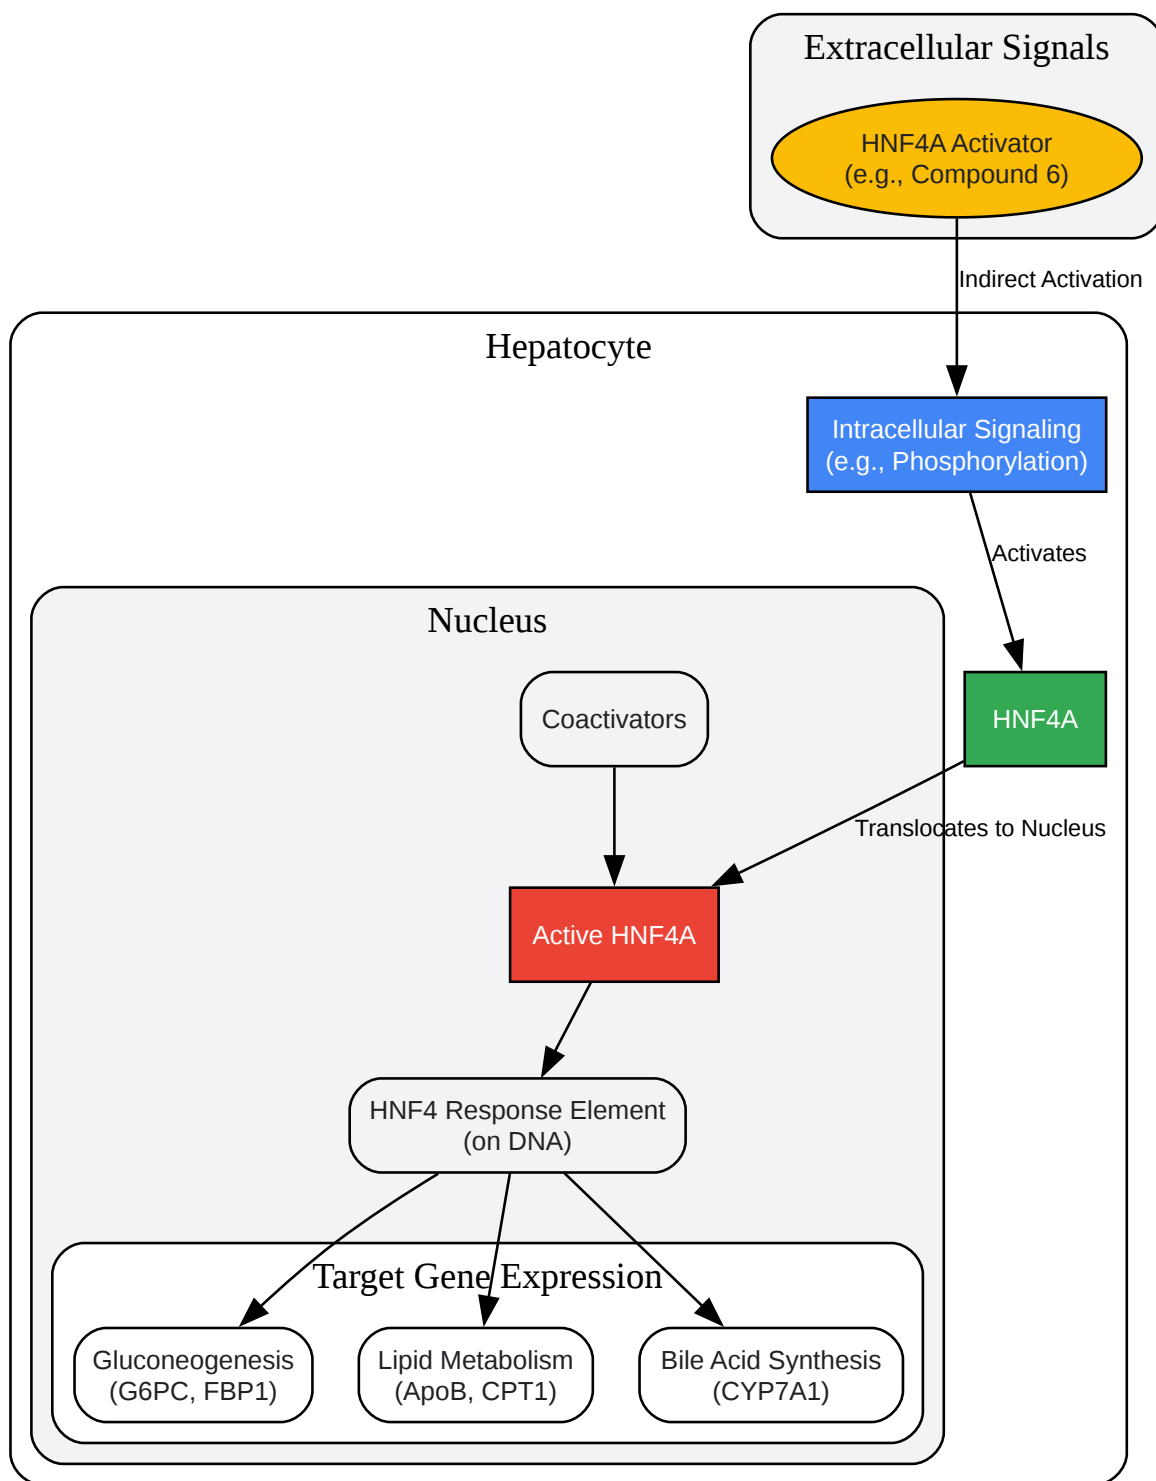 Extracellular Signals
HNF4A Activator
(e.g., Compound 6)
Indirect Activation
Hepatocyte
Intracellular Signaling
(e.g., Phosphorylation)
Activates
Nucleus
Coactivators
HNF4A
Translocates to Nucleus
Active HNF4A
HNF4 Response Element
(on DNA)
Target Gene Expression
Gluconeogenesis
(G6PC, FBP1)
Lipid Metabolism
(ApoB, CPT1)
Bile Acid Synthesis
(CYP7A1)